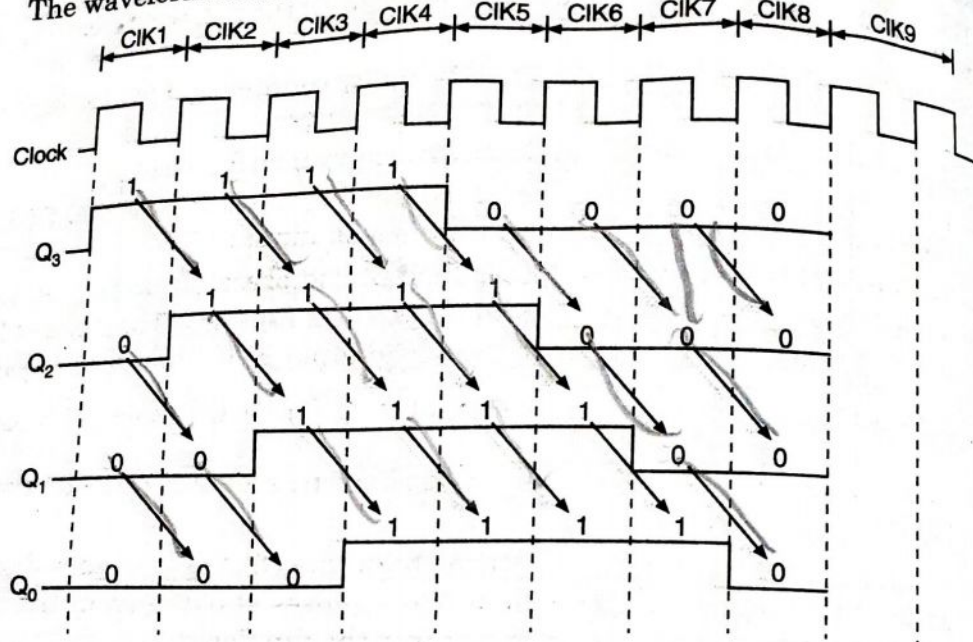 The
ClK1 ClK2 ClK3 ClK4 ClK5 ClK6 ClK7 ClK8 ClK9
Clock
1 1 1 1 0 0 0 0
Q3
0 1 1 1 1 0 0 0
Q2
0 0 1 1 1 1 0 0
Q1
0 0 0 1 1 1 1 0
Q0